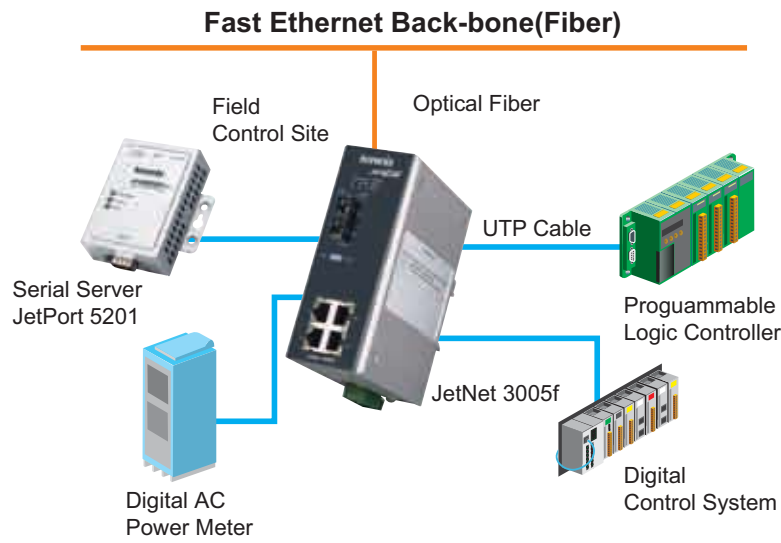 Fast Ethernet Back-bone(Fiber)
Field
Control Site
Optical Fiber
UTP Cable
Serial Server
JetPort 5201
Proguammable
Logic Controller
JetNet 3005f
Digital AC
Power Meter
Digital
Control System